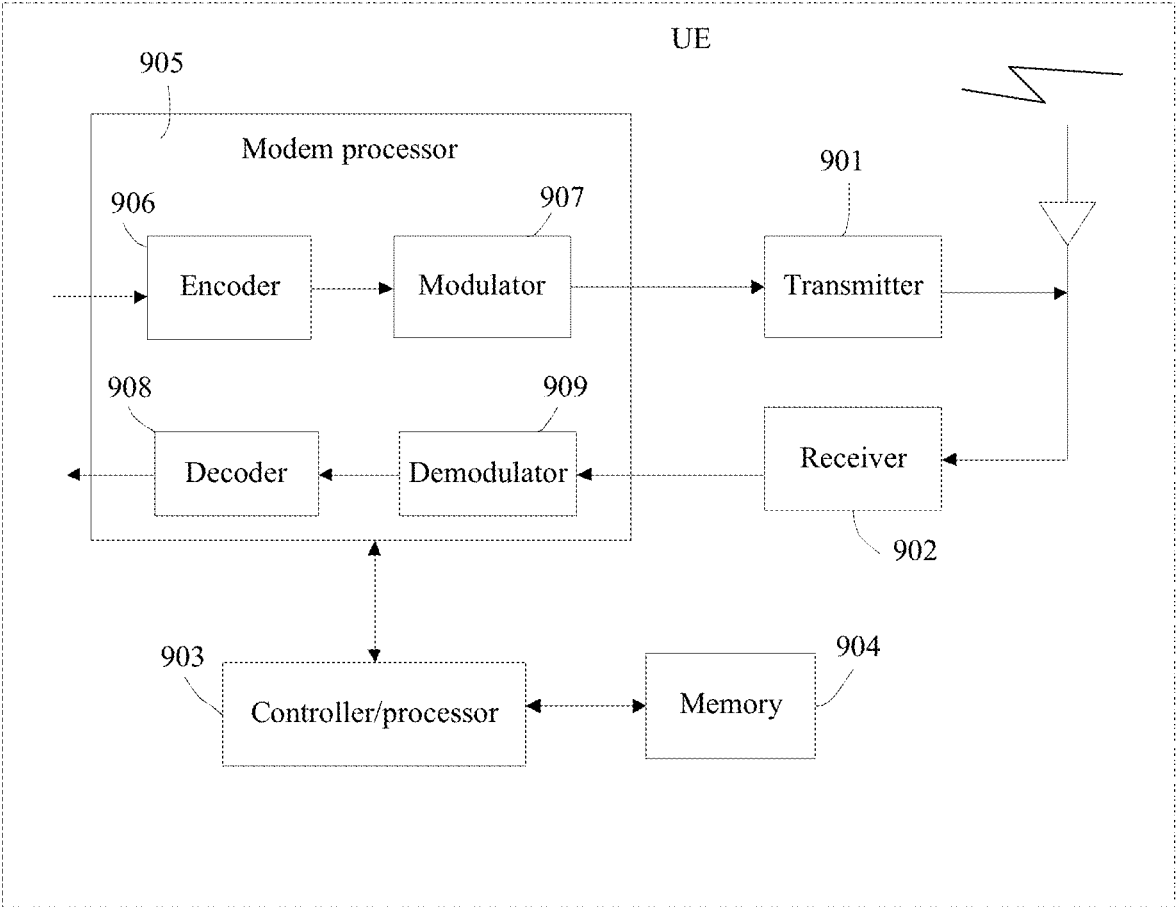 UE
905
Modem processor
901
906
907
Encoder
Modulator
Transmitter
908
909
Decoder
Demodulator
Receiver
902
903
904
Controller/processor
Memory